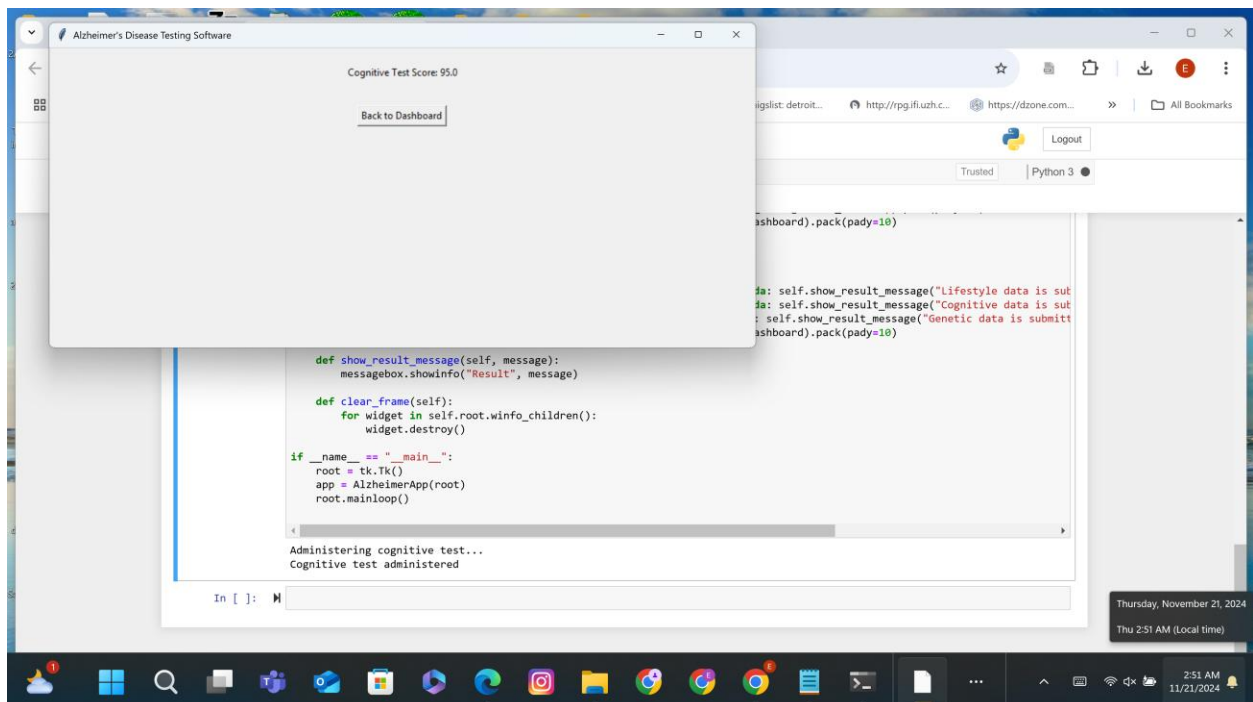 Alzheimer's Disease Testing Software
Cognitive Test Score: 95.0
Back to Dashboard
E
igslist: detroit...
http://rpg.ifi.uzh.c...
https://dzone.com...
»
All Bookmarks
Logout
Trusted
Python 3
ashboard).pack(pady=10)
da: self.show_result_message("Lifestyle data is sub
da: self.show_result_message("Cognitive data is sub
: self.show_result_message("Genetic data is submitt
ashboard).pack(pady=10)
def show_result_message(self, message):
messagebox.showinfo("Result", message)
def clear_frame(self):
for widget in self.root.winfo_children():
widget.destroy()
if __name__ == "__main__":
root = tk.Tk()
app = AlzheimerApp(root)
root.mainloop()
Administering cognitive test...
Cognitive test administered
In [ ]:
Thursday, November 21, 2024
Thu 2:51 AM (Local time)
1
2:51 AM
11/21/2024